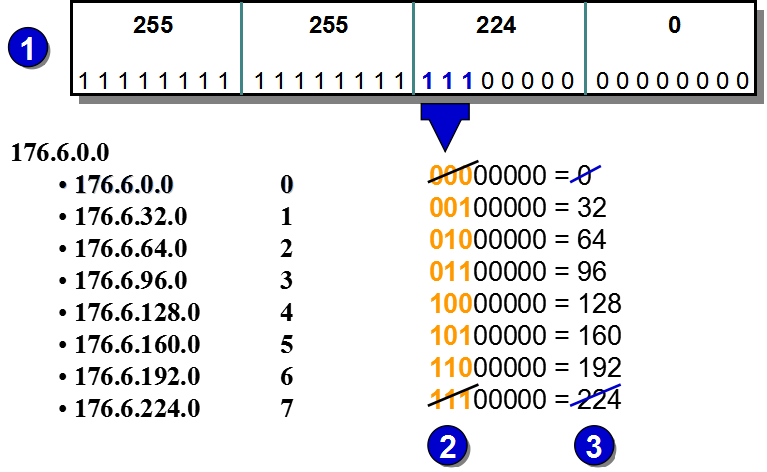 255 255 224 0
1
1 1 1 1 1 1 1 1 1 1 1 1 1 1 1 1 1 1 1 0 0 0 0 0 0 0 0 0 0 0 0 0
176.6.0.0
• 176.6.0.0 0 00000000 = 0
• 176.6.32.0 1 00100000 = 32
• 176.6.64.0 2 01000000 = 64
• 176.6.96.0 3 01100000 = 96
• 176.6.128.0 4 10000000 = 128
• 176.6.160.0 5 10100000 = 160
• 176.6.192.0 6 11000000 = 192
• 176.6.224.0 7 11100000 = 224
2 3